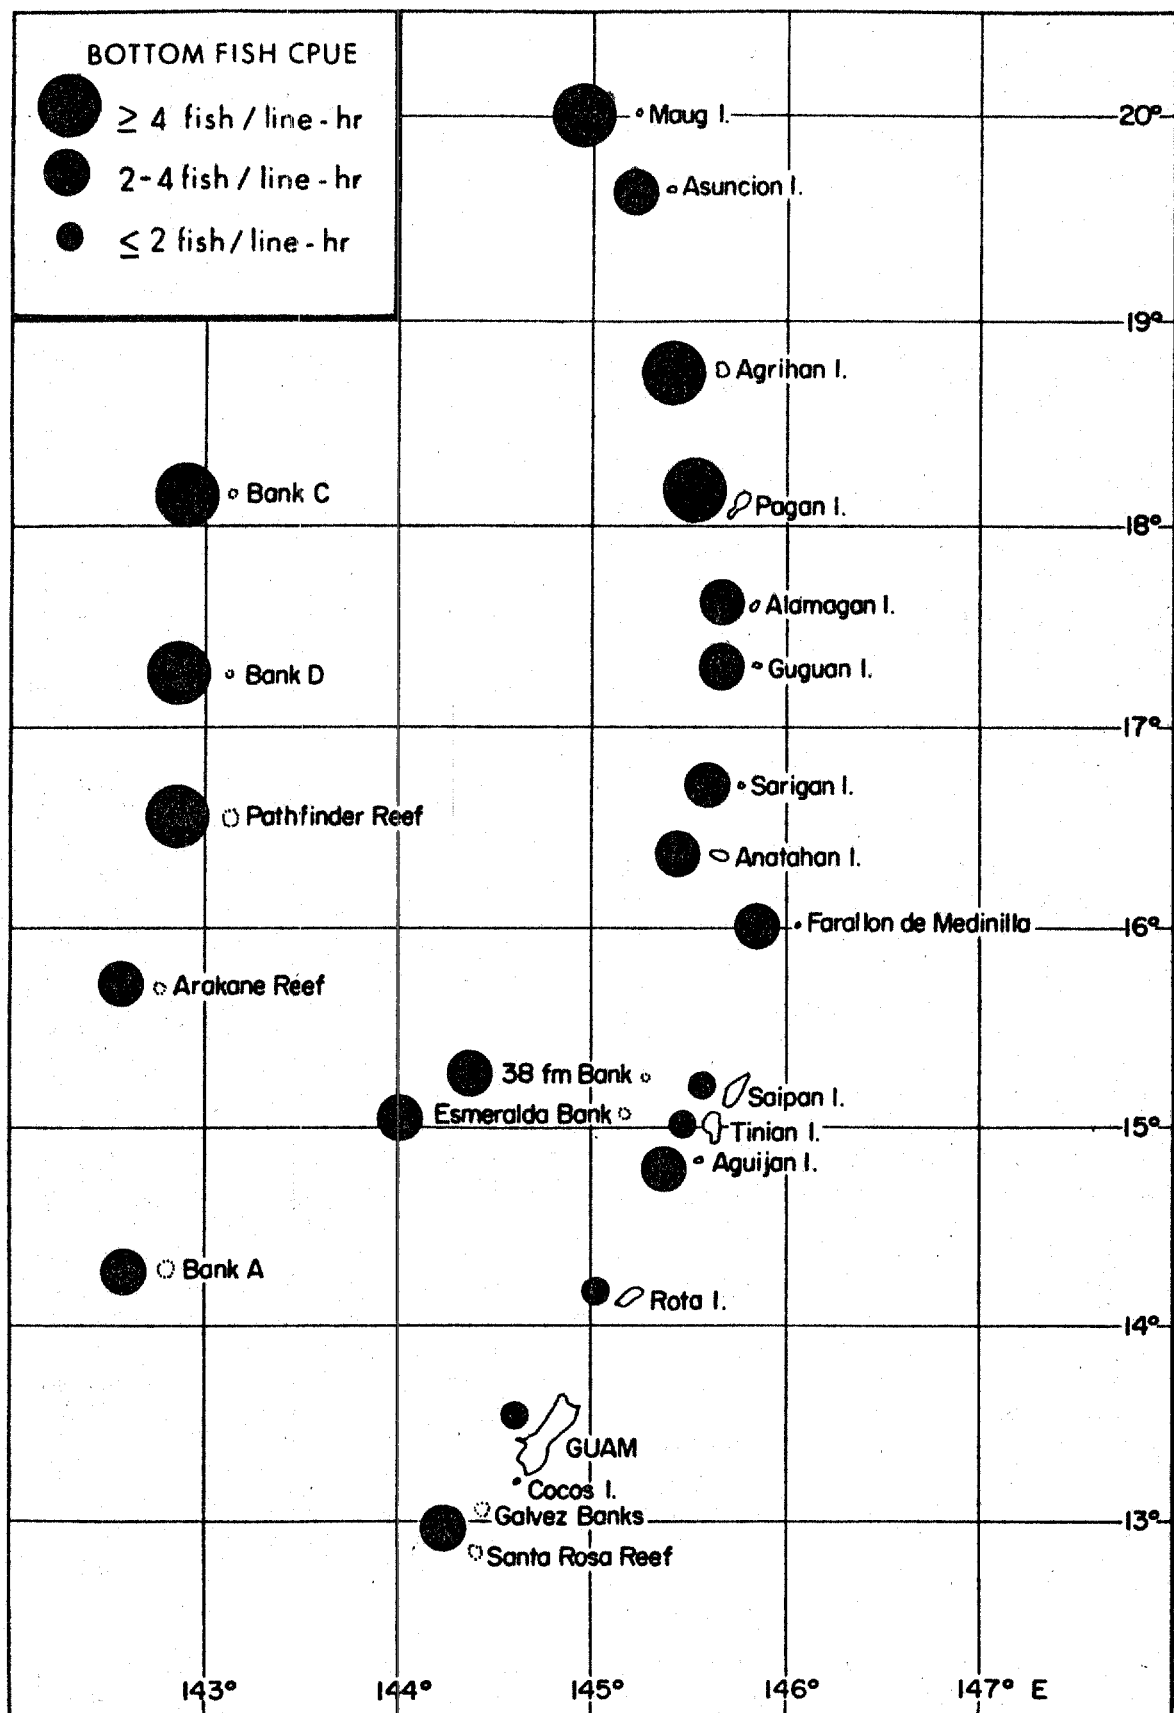 BOTTOM FISH CPUE
≥ 4 fish / line - hr
2-4 fish / line - hr
≤ 2 fish / line - hr
Maug I.
20°
Asuncion I.
19°
Agrihan I.
Bank C
Pagan I.
18°
Alamagan I.
Guguan I.
Bank D
17°
Sarigan I.
Pathfinder Reef
Anatahan I.
Farallon de Medinilla
16°
Arakane Reef
38 fm Bank
Saipan I.
Esmeralda Bank
Tinian I.
15°
Aguijan I.
Bank A
Rota I.
14°
GUAM
Cocos I.
Galvez Banks
13°
Santa Rosa Reef
143° 144° 145° 146° 147° E